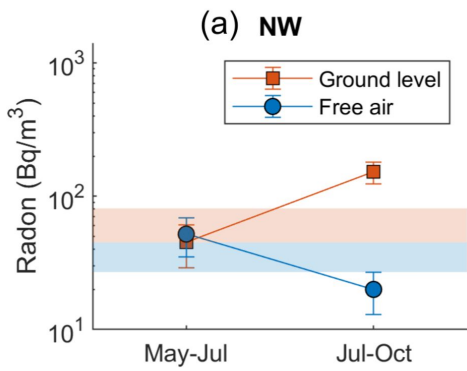 (a) NW
Radon (Bq/m³)
10³
10²
10¹
Ground level
Free air
May-Jul
Jul-Oct